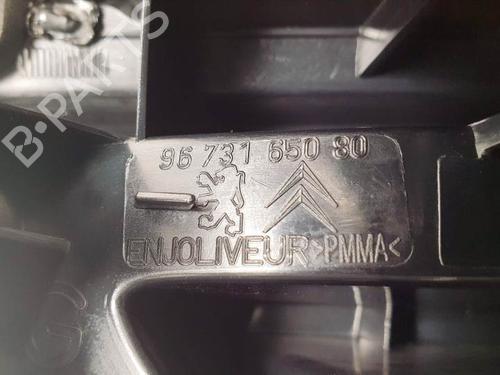 B-PARTS
96 731 650 80
ENJOLIVEUR >PMMA<